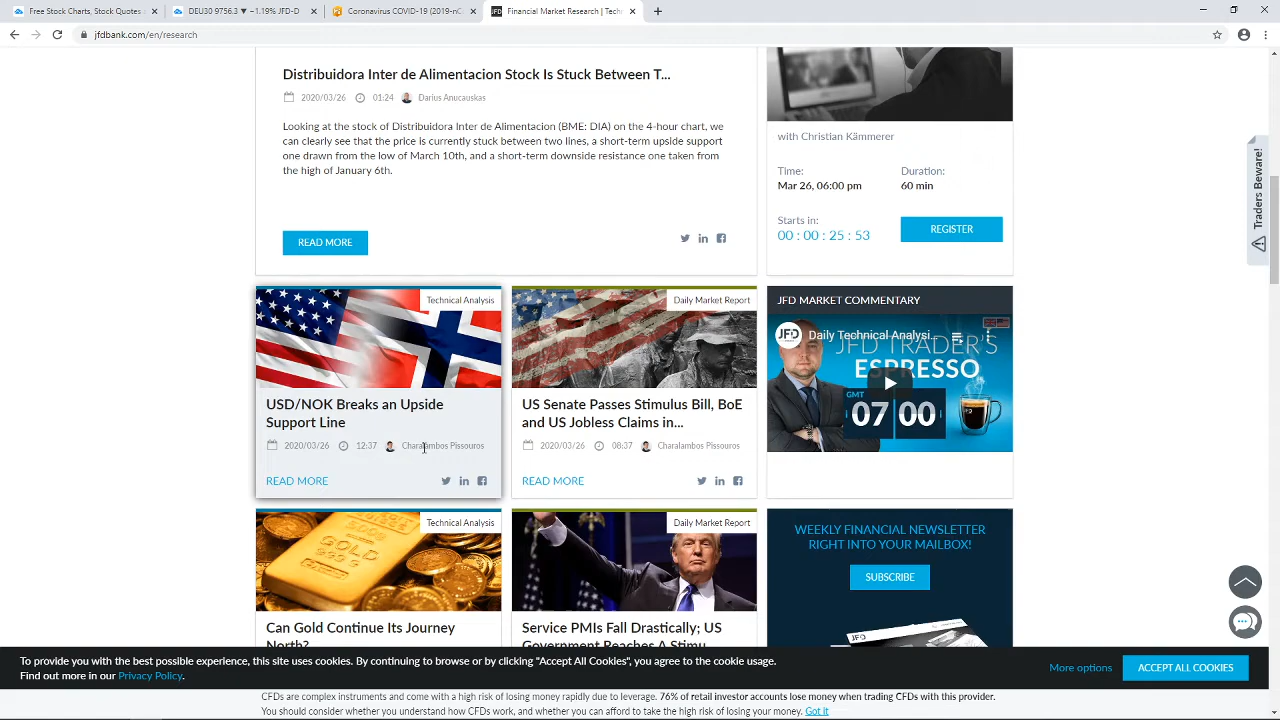 Free Stock Charts, Stock Quotes
DEU30 9756.3 ▼ −1.19% JFD-D
Coronavirus COVID-19 (2019-nC
Financial Market Research | Tech
jfdbank.com/en/research
Distribuidora Inter de Alimentacion Stock Is Stuck Between T...
2020/03/26 01:24 Darius Anucauskas
Looking at the stock of Distribuidora Inter de Alimentacion (BME: DIA) on the 4-hour chart, we
can clearly see that the price is currently stuck between two lines, a short-term upside support
one drawn from the low of March 10th, and a short-term downside resistance one taken from
the high of January 6th.
READ MORE
with Christian Kämmerer
Time: Duration:
Mar 26, 06:00 pm 60 min
Starts in:
00 : 00 : 25 : 53
REGISTER
Traders Beware!
Technical Analysis
USD/NOK Breaks an Upside
Support Line
2020/03/26 12:37 Charalambos Pissouros
READ MORE
Daily Market Report
US Senate Passes Stimulus Bill, BoE
and US Jobless Claims in...
2020/03/26 08:37 Charalambos Pissouros
READ MORE
JFD MARKET COMMENTARY
JFD
Daily Technical Analysi...
JFD TRADER'S
ESPRESSO
GMT
07 00
Technical Analysis
Can Gold Continue Its Journey
North?
Daily Market Report
Service PMIs Fall Drastically; US
Government Reaches A Stimu...
WEEKLY FINANCIAL NEWSLETTER
RIGHT INTO YOUR MAILBOX!
SUBSCRIBE
JFD
To provide you with the best possible experience, this site uses cookies. By continuing to browse or by clicking "Accept All Cookies", you agree to the cookie usage.
Find out more in our Privacy Policy.
More options
ACCEPT ALL COOKIES
CFDs are complex instruments and come with a high risk of losing money rapidly due to leverage. 76% of retail investor accounts lose money when trading CFDs with this provider.
You should consider whether you understand how CFDs work, and whether you can afford to take the high risk of losing your money. Got it